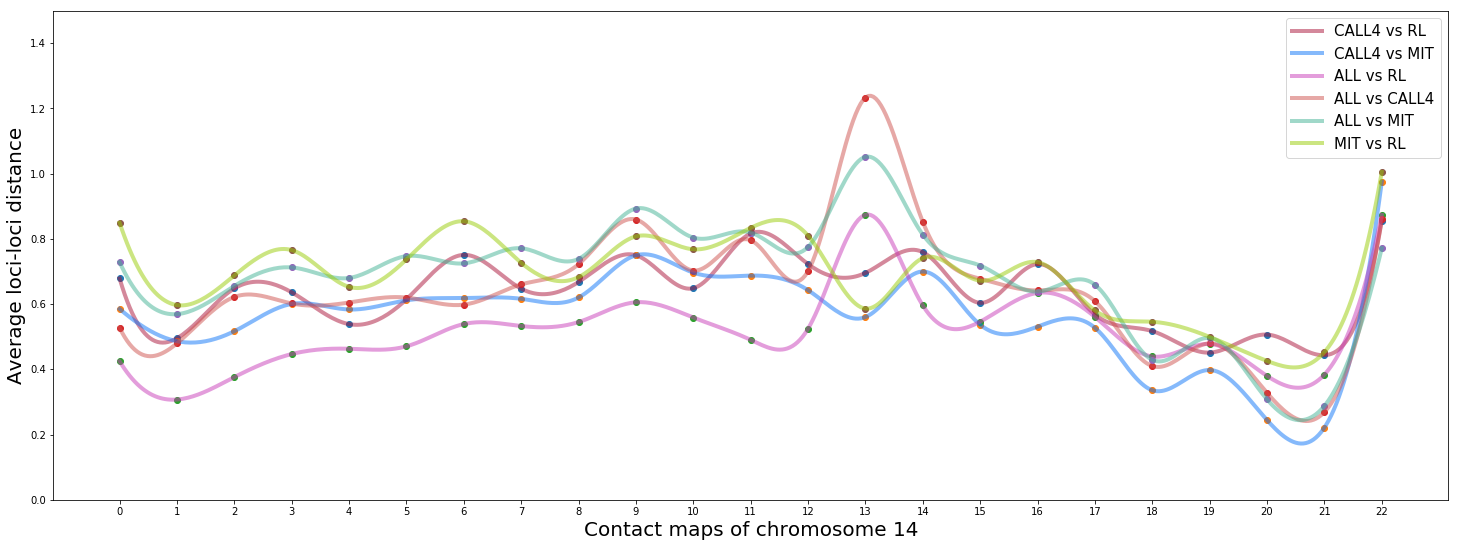 CALL4 vs RL
CALL4 vs MIT
ALL vs RL
ALL vs CALL4
ALL vs MIT
MIT vs RL
Average loci-loci distance
1.4
1.2
1.0
0.8
0.6
0.4
0.2
0.0
0 1 2 3 4 5 6 7 8 9 10 11 12 13 14 15 16 17 18 19 20 21 22
Contact maps of chromosome 14